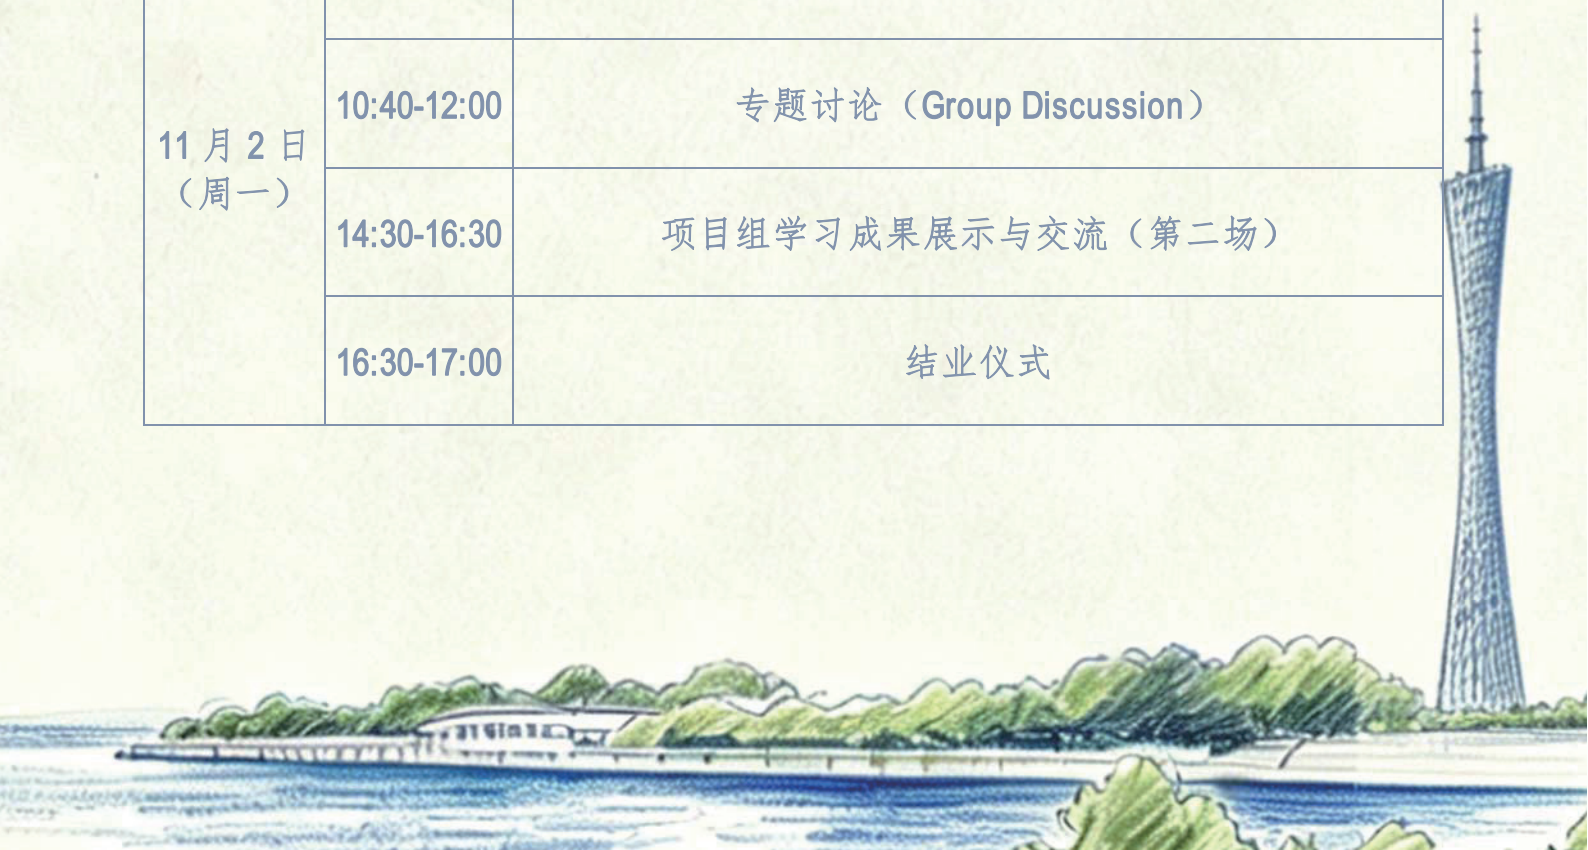 10:40-12:00
专题讨论（Group Discussion）
11 月 2 日
（周一）
14:30-16:30
项目组学习成果展示与交流（第二场）
16:30-17:00
结业仪式